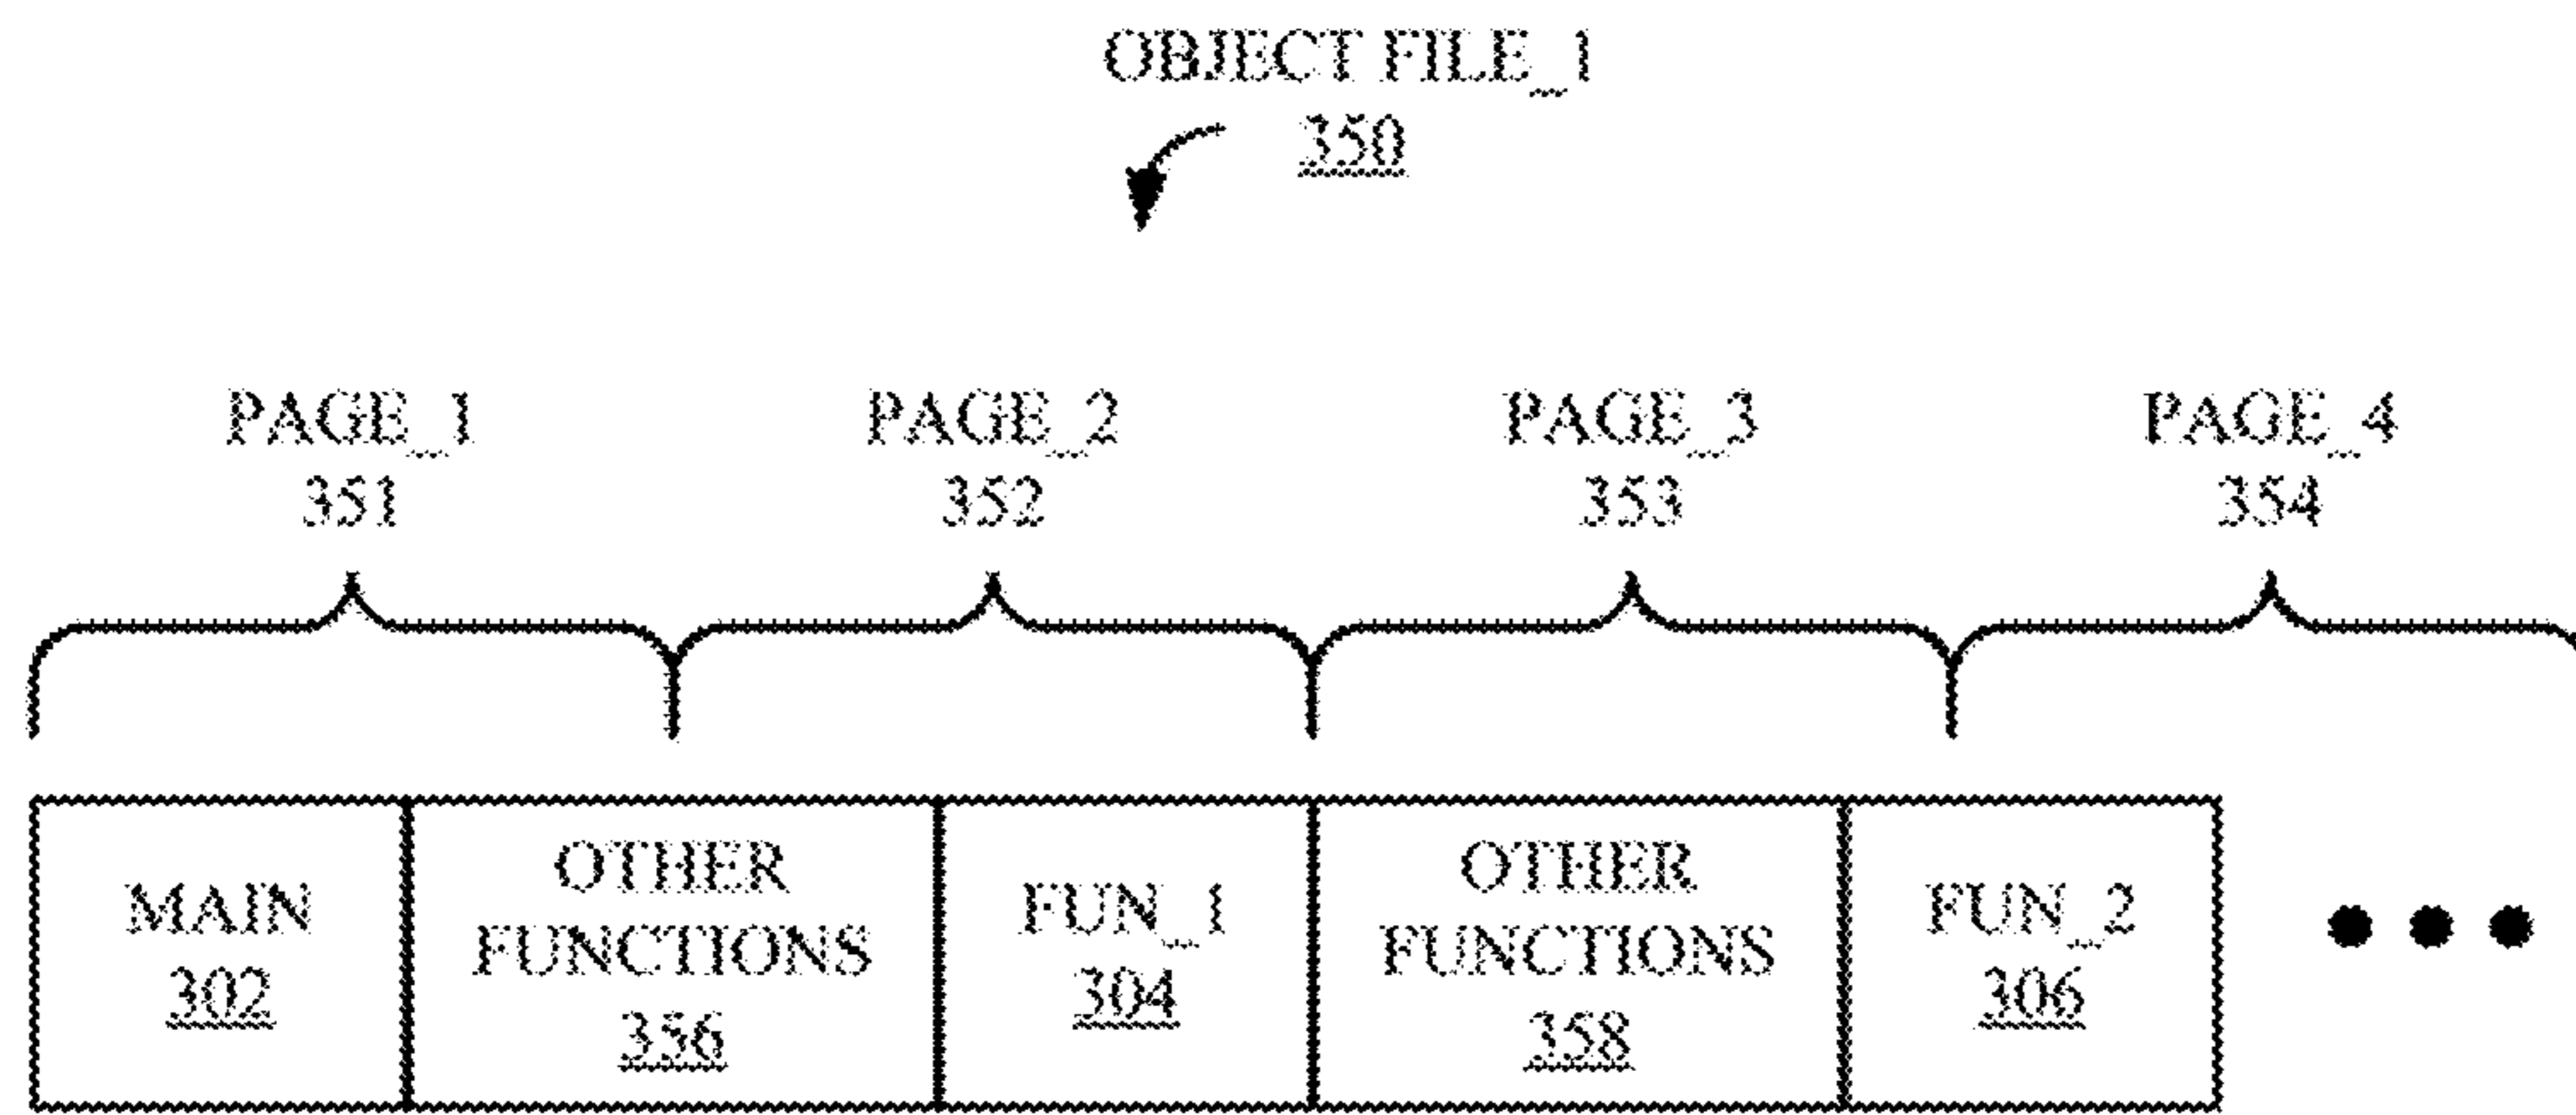 OBJECT FILE_1
350
PAGE_1
351
PAGE_2
352
PAGE_3
353
PAGE_4
354
MAIN
302
OTHER
FUNCTIONS
356
FUN_1
304
OTHER
FUNCTIONS
358
FUN_2
306